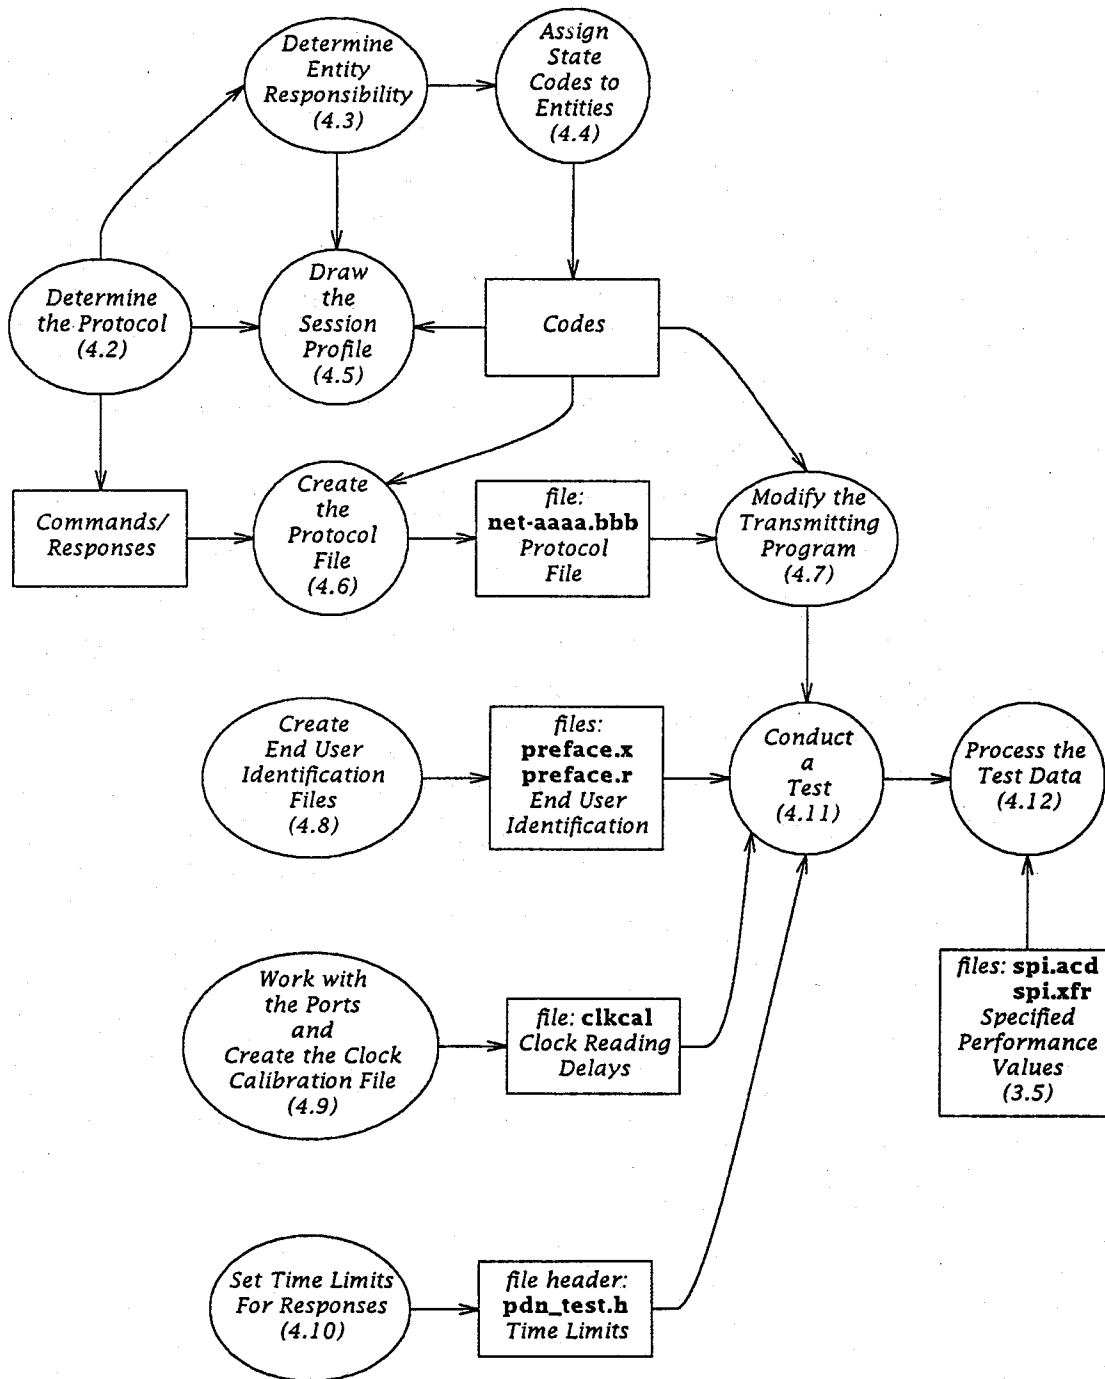 Determine
Entity
Responsibility
(4.3)
Assign
State
Codes to
Entities
(4.4)
Determine
the Protocol
(4.2)
Draw
the
Session
Profile
(4.5)
Codes
Commands/
Responses
Create
the
Protocol
File
(4.6)
file:
net-aaaa.bbb
Protocol
File
Modify the
Transmitting
Program
(4.7)
Create
End User
Identification
Files
(4.8)
files:
preface.x
preface.r
End User
Identification
Conduct
a
Test
(4.11)
Process the
Test Data
(4.12)
Work with
the Ports
and
Create the Clock
Calibration File
(4.9)
file: clkcal
Clock Reading
Delays
files: spi.acd
spi.xfr
Specified
Performance
Values
(3.5)
Set Time Limits
For Responses
(4.10)
file header:
pdn_test.h
Time Limits